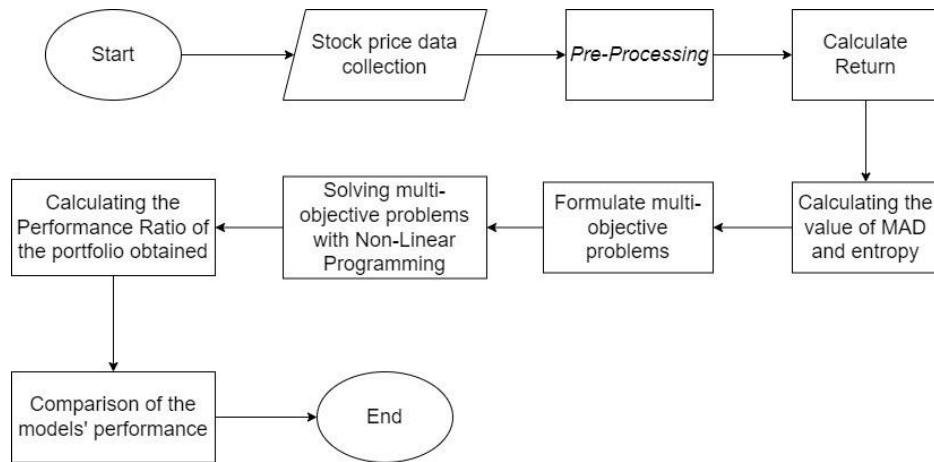 Start
Stock price data
collection
Pre-Processing
Calculate
Return
Calculating the
value of MAD
and entropy
Formulate multi-
objective
problems
Solving multi-
objective problems
with Non-Linear
Programming
Calculating the
Performance Ratio of
the portfolio obtained
Comparison of the
models' performance
End